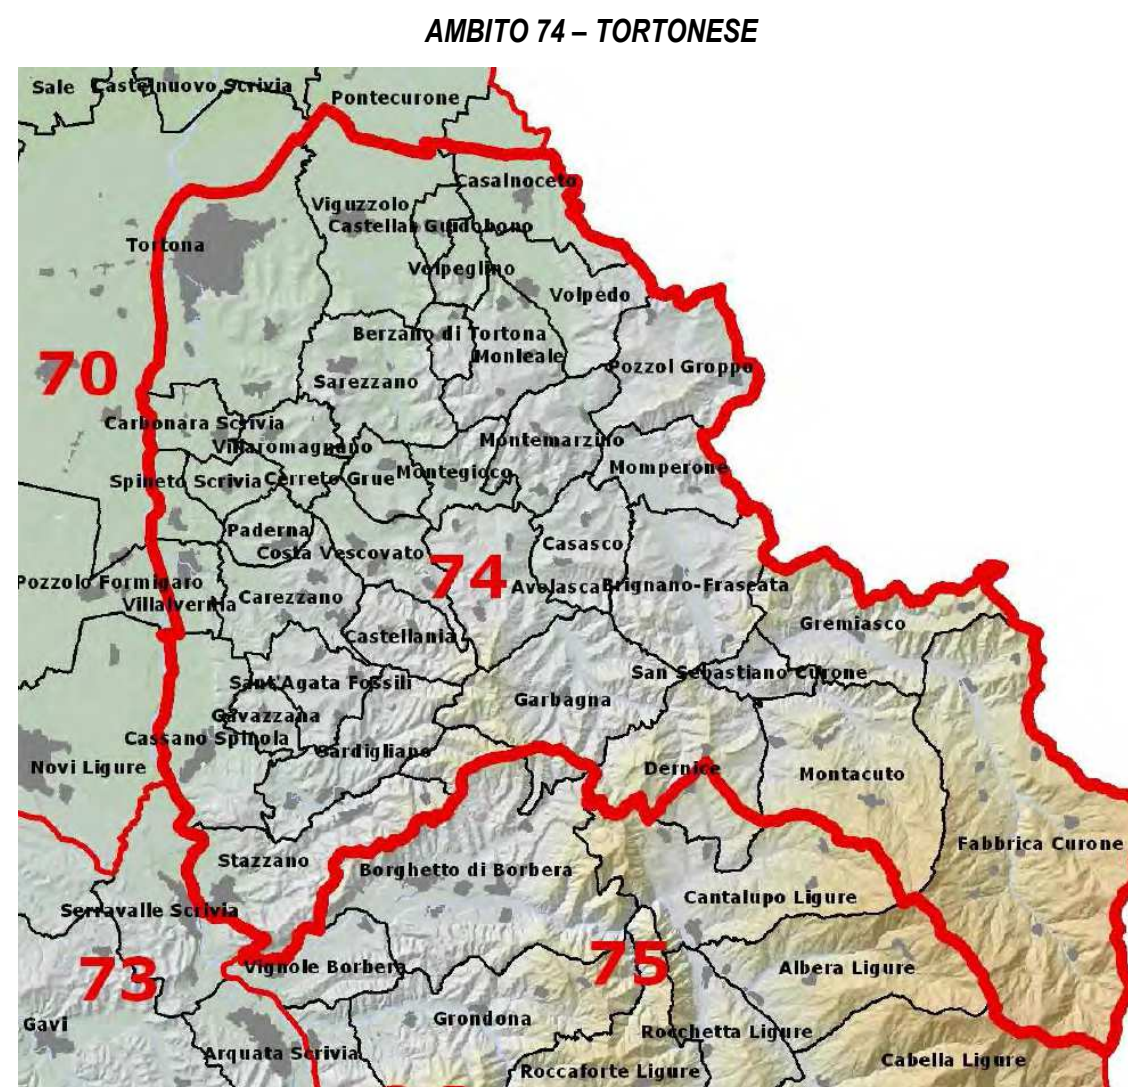 AMBITO 74 – TORTONESE
Sale
Castelnuovo Scrivia
Pontecurone
Casalnoceto
Viguzzolo
Castellar Guidobono
Tortona
Volpeglino
Volpedo
Berzano di Tortona
Monleale
Pozzol Groppo
70
Sarezzano
Carbonara Scrivia
Villaromagnano
Montemarzino
Momperone
Spineto Scrivia
Cerreto Grue
Montegioco
Paderna
Costa Vescovato
Casasco
74
Pozzolo Formigaro
Villalvernia
Carezzano
Avolasca
Brignano-Frascata
Castellania
Gremiasco
Sant'Agata Fossili
San Sebastiano Curone
Garbagna
Gavazzana
Cassano Spinola
Sardigliano
Novi Ligure
Dernice
Montacuto
Fabbrica Curone
Stazzano
Borghetto di Borbera
Cantalupo Ligure
Serravalle Scrivia
75
73
Vignole Borbera
Albera Ligure
Gavi
Grondona
Rocchetta Ligure
Arquata Scrivia
Roccaforte Ligure
Cabella Ligure